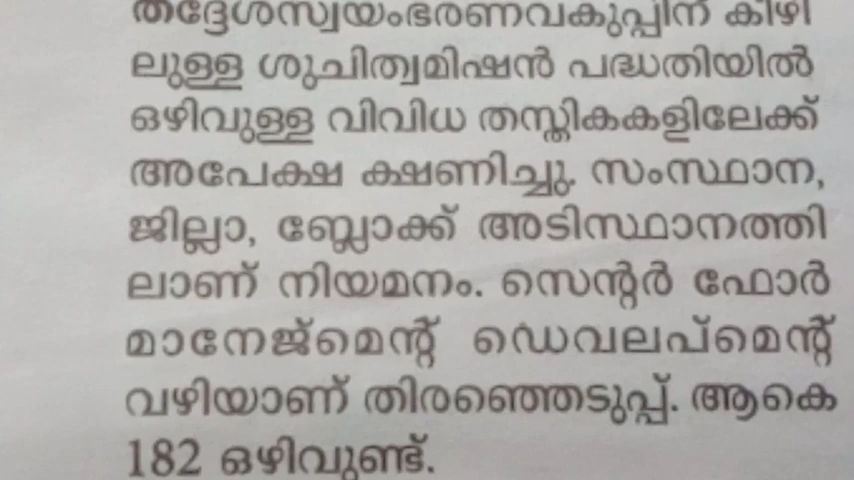 തദ്ദേശസ്വയംഭരണവകുപ്പിന് കീഴി
ലുള്ള ശുചിത്വമിഷൻ പദ്ധതിയിൽ
ഒഴിവുള്ള വിവിധ തസ്തികകളിലേക്ക്
അപേക്ഷ ക്ഷണിച്ചു. സംസ്ഥാന,
ജില്ലാ, ബ്ലോക്ക് അടിസ്ഥാനത്തി
ലാണ് നിയമനം. സെന്റർ ഫോർ
മാനേജ്മെന്റ് ഡെവലപ്മെന്റ്
വഴിയാണ് തിരഞ്ഞെടുപ്പ്. ആകെ
182 ഒഴിവുണ്ട്.